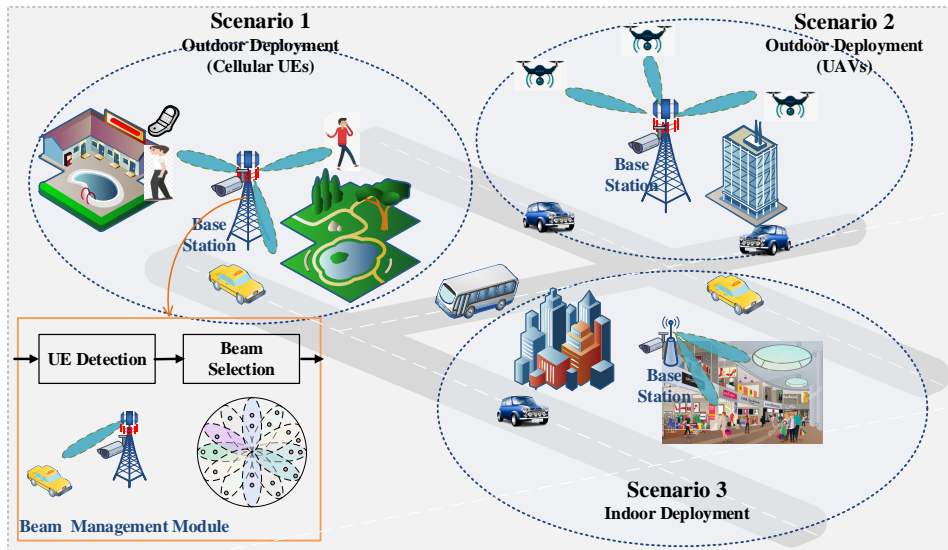 Scenario 1
Outdoor Deployment
(Cellular UEs)
Scenario 2
Outdoor Deployment
(UAVs)
Base
Station
Base
Station
UE Detection
Beam
Selection
Beam Management Module
Base
Station
Scenario 3
Indoor Deployment